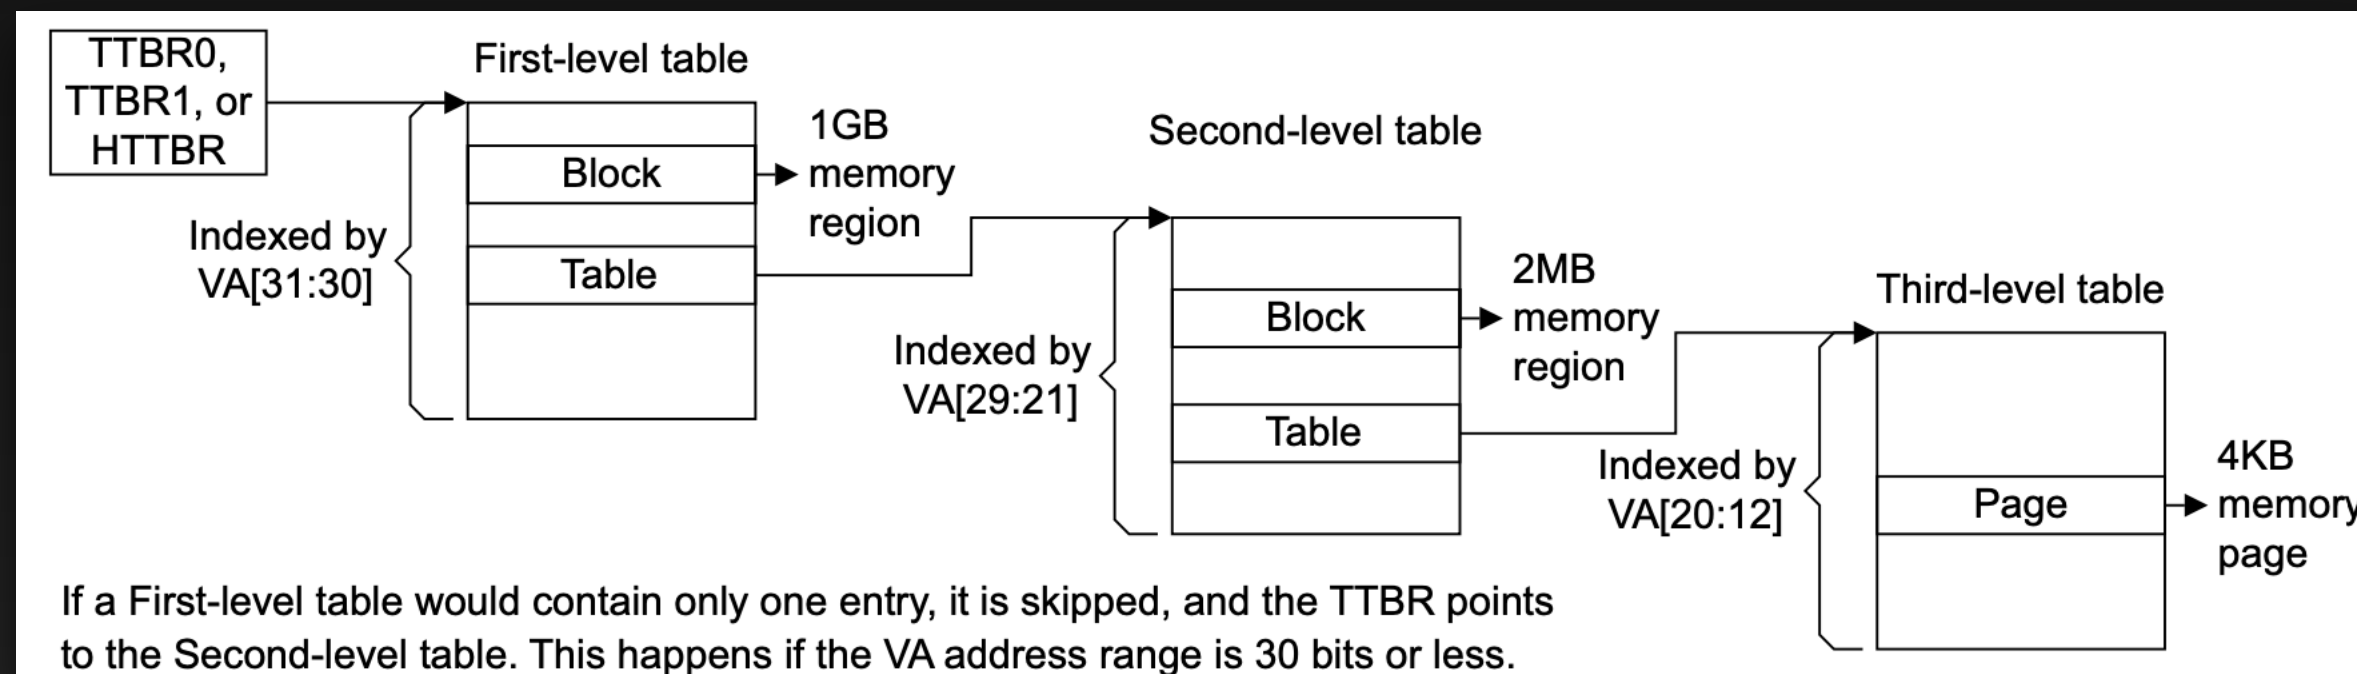 TTBR0,
TTBR1, or
HTTBR
First-level table
Indexed by
VA[31:30]
Block
Table
1GB
memory
region
Second-level table
Indexed by
VA[29:21]
Block
Table
2MB
memory
region
Third-level table
Indexed by
VA[20:12]
Page
4KB
memory
page
If a First-level table would contain only one entry, it is skipped, and the TTBR points
to the Second-level table. This happens if the VA address range is 30 bits or less.